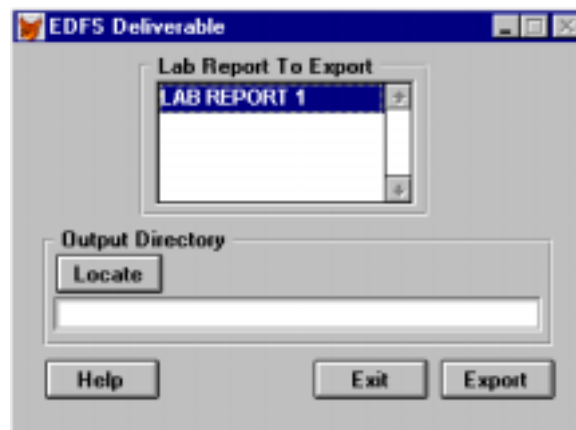 EDFS Deliverable
Lab Report To Export
LAB REPORT 1
Output Directory
Locate
Help Exit Export